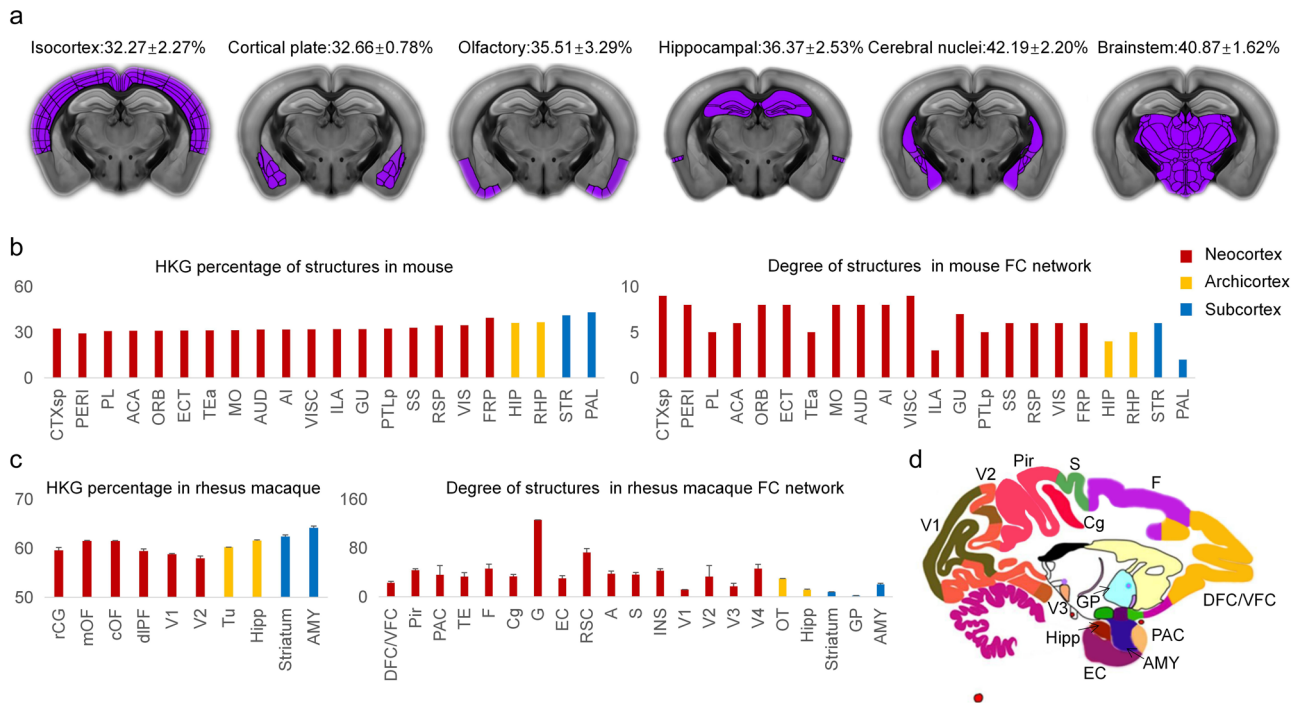 a
Isocortex:32.27±2.27%
Cortical plate:32.66±0.78%
Olfactory:35.51±3.29%
Hippocampal:36.37±2.53%
Cerebral nuclei:42.19±2.20%
Brainstem:40.87±1.62%
b
HKG percentage of structures in mouse
60
30
0
CTXsp
PERI
PL
ACA
ORB
ECT
TEa
MO
AUD
AI
VISC
ILA
GU
PTLp
SS
RSP
VIS
FRP
HIP
RHP
STR
PAL
Degree of structures in mouse FC network
10
5
0
CTXsp
PERI
PL
ACA
ORB
ECT
TEa
MO
AUD
AI
VISC
ILA
GU
PTLp
SS
RSP
VIS
FRP
HIP
RHP
STR
PAL
Neocortex
Archicortex
Subcortex
c
HKG percentage in rhesus macaque
70
60
50
rCG
mOF
cOF
dlPF
V1
V2
Tu
Hipp
Striatum
AMY
Degree of structures in rhesus macaque FC network
160
80
0
DFC/VFC
Pir
PAC
TE
F
Cg
G
EC
RSC
A
S
INS
V1
V2
V3
V4
OT
Hipp
Striatum
GP
AMY
d
V1
V2
Pir
S
F
Cg
V3
GP
DFC/VFC
Hipp
PAC
AMY
EC